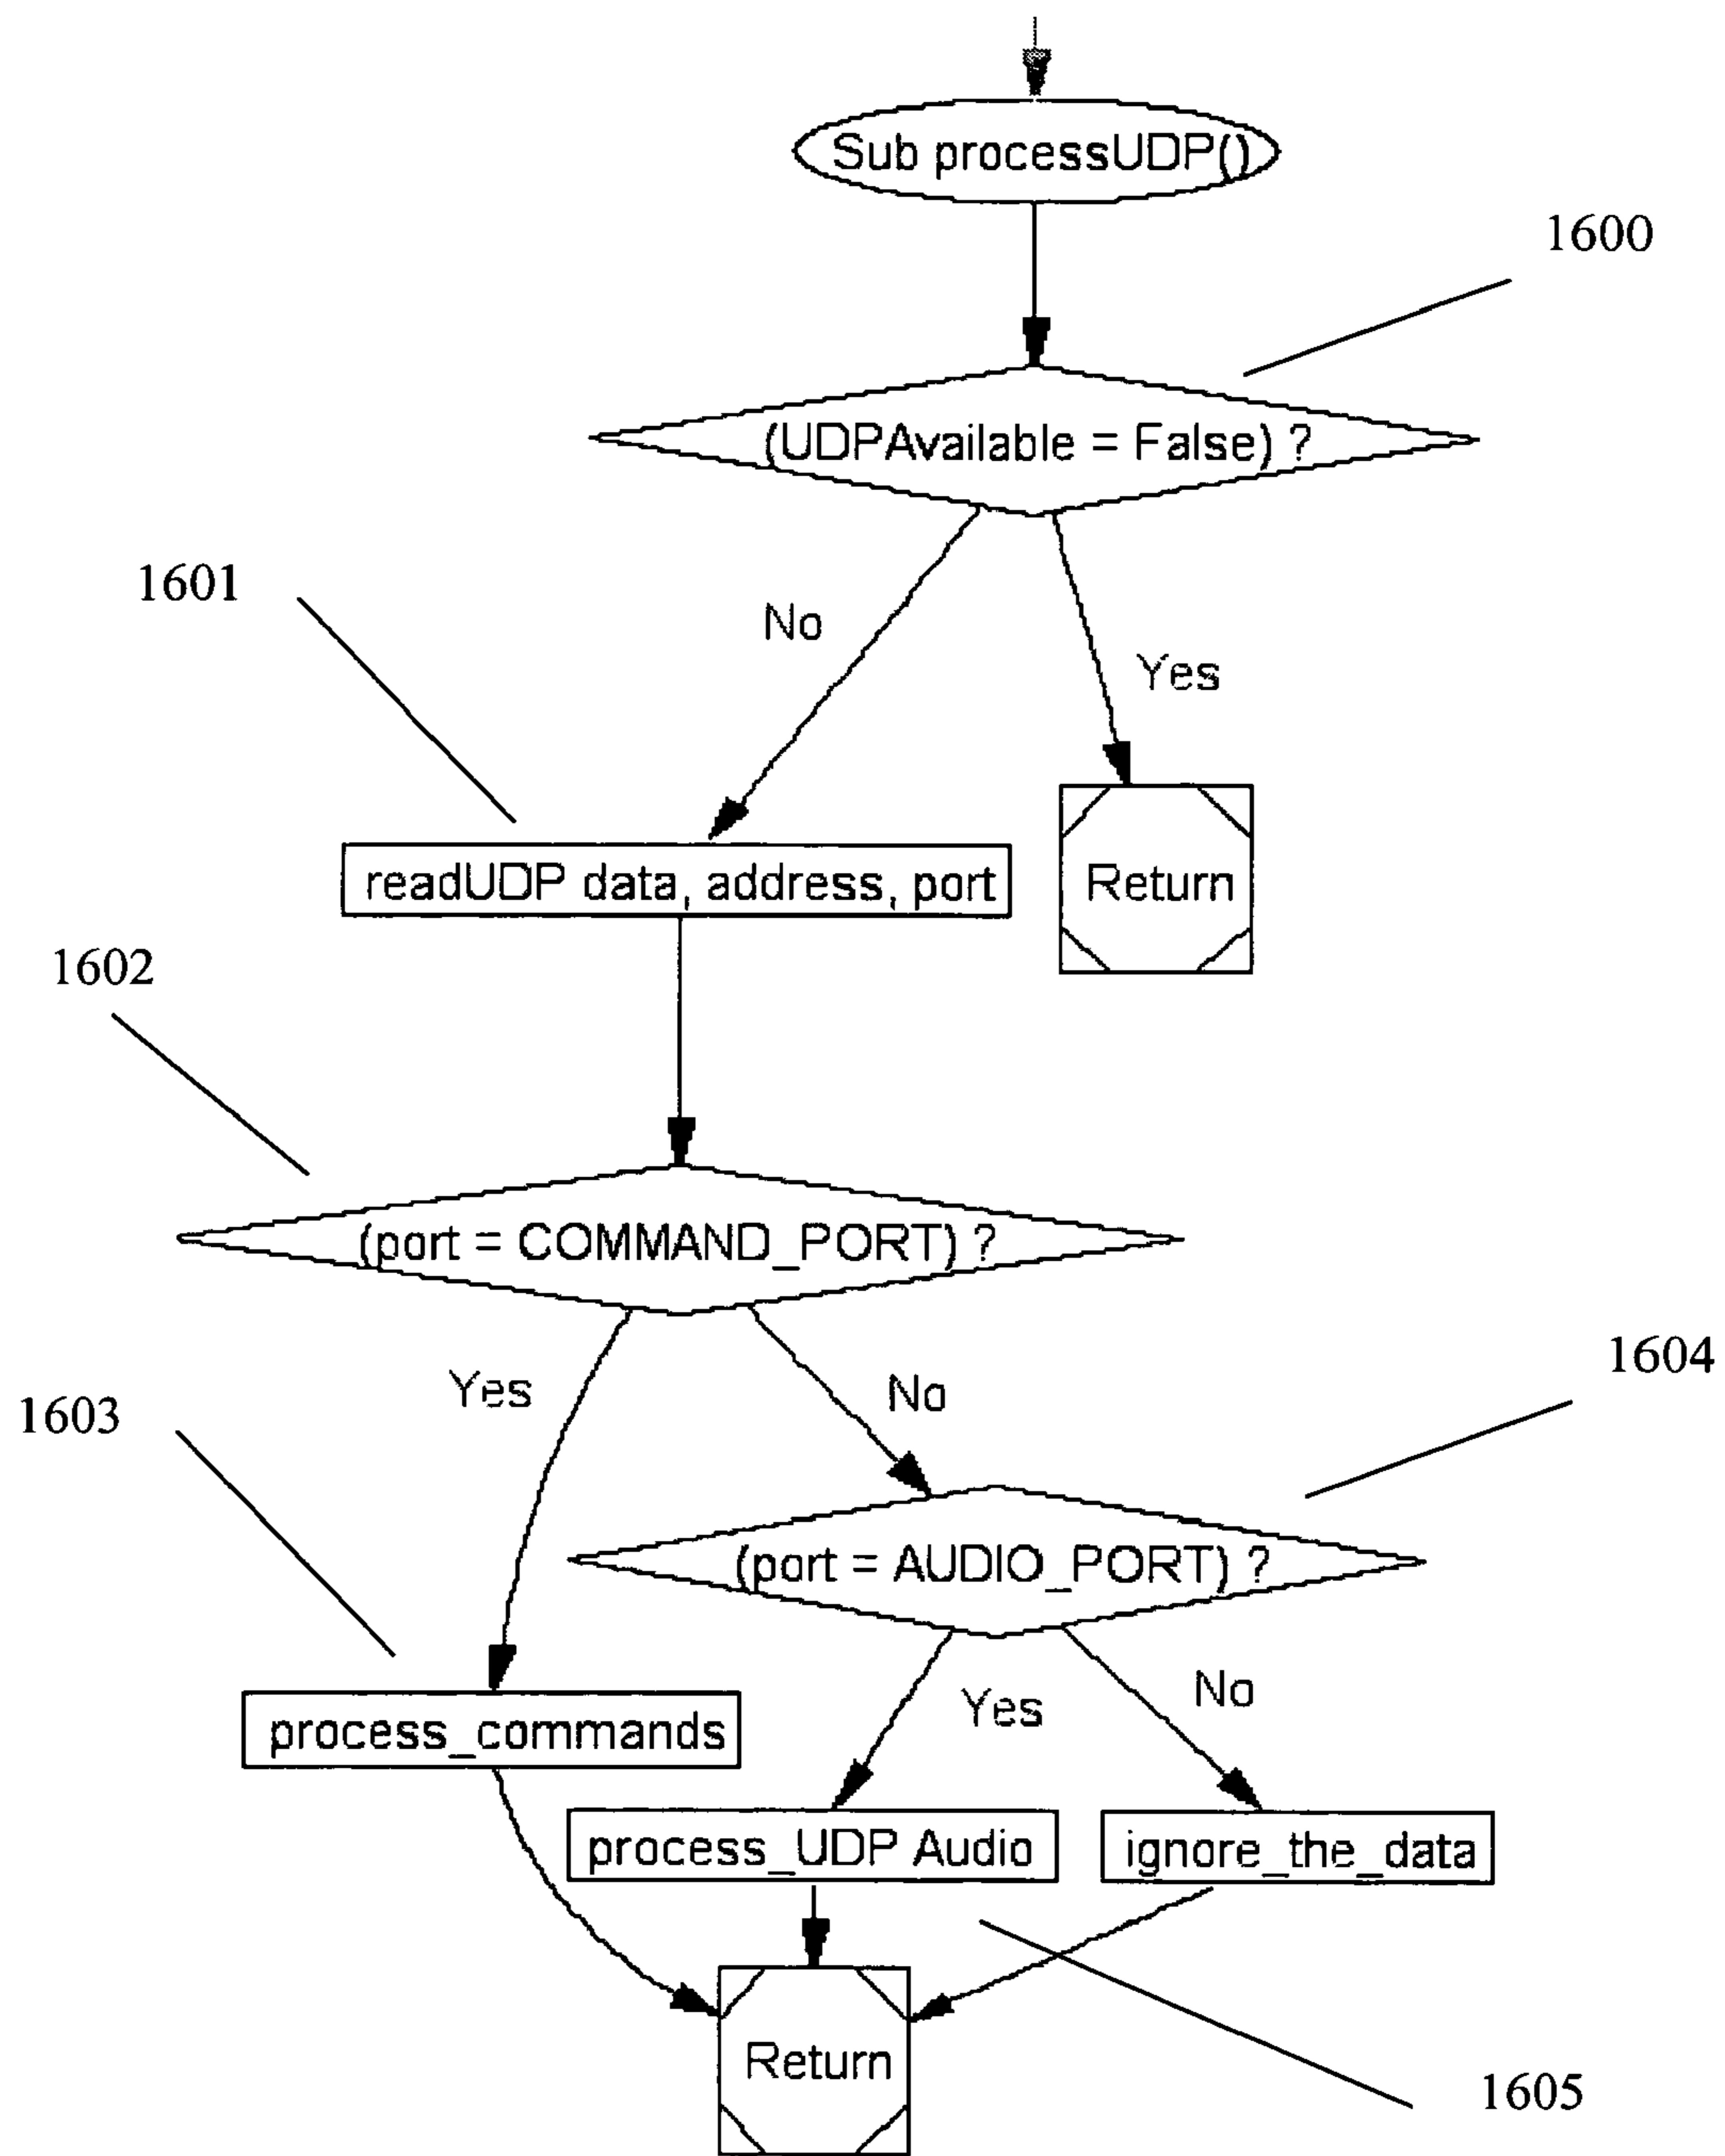 Sub processUDP()
1600
(UDPAvailable = False) ?
1601
No
Yes
readUDP data, address, port
Return
1602
(port = COMMAND_PORT) ?
1604
Yes
No
1603
(port = AUDIO_PORT) ?
Yes
No
process_commands
process_UDP Audio
ignore_the_data
Return
1605